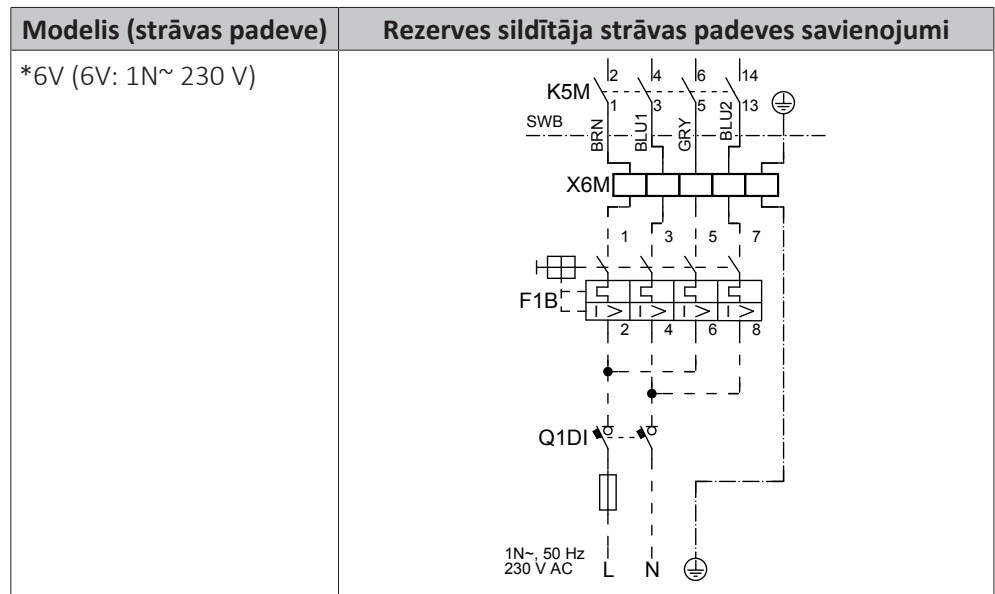 Modelis (strāvas padeve) Rezerves sildītāja strāvas padeves savienojumi
*6V (6V: 1N~ 230 V)
2 4 6 14
K5M
1 3 5 13
SWB
BRN BLU1 GRY BLU2
X6M
1 3 5 7
F1B
I > I > I > I >
2 4 6 8
Q1DI
1N~, 50 Hz
230 V AC L N